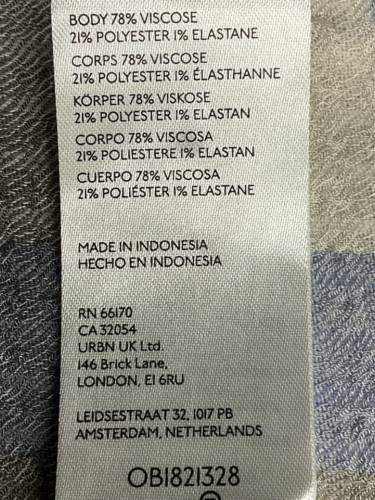 BODY 78% VISCOSE
21% POLYESTER 1% ELASTANE
CORPS 78% VISCOSE
21% POLYESTER 1% ÉLASTHANNE
KÖRPER 78% VISKOSE
21% POLYESTER 1% ELASTAN
CORPO 78% VISCOSA
21% POLIESTERE 1% ELASTAN
CUERPO 78% VISCOSA
21% POLIÉSTER 1% ELASTANE
MADE IN INDONESIA
HECHO EN INDONESIA
RN 66170
CA 32054
URBN UK Ltd.
146 Brick Lane,
LONDON, E1 6RU
LEIDSESTRAAT 32, 1017 PB
AMSTERDAM, NETHERLANDS
OB1821328